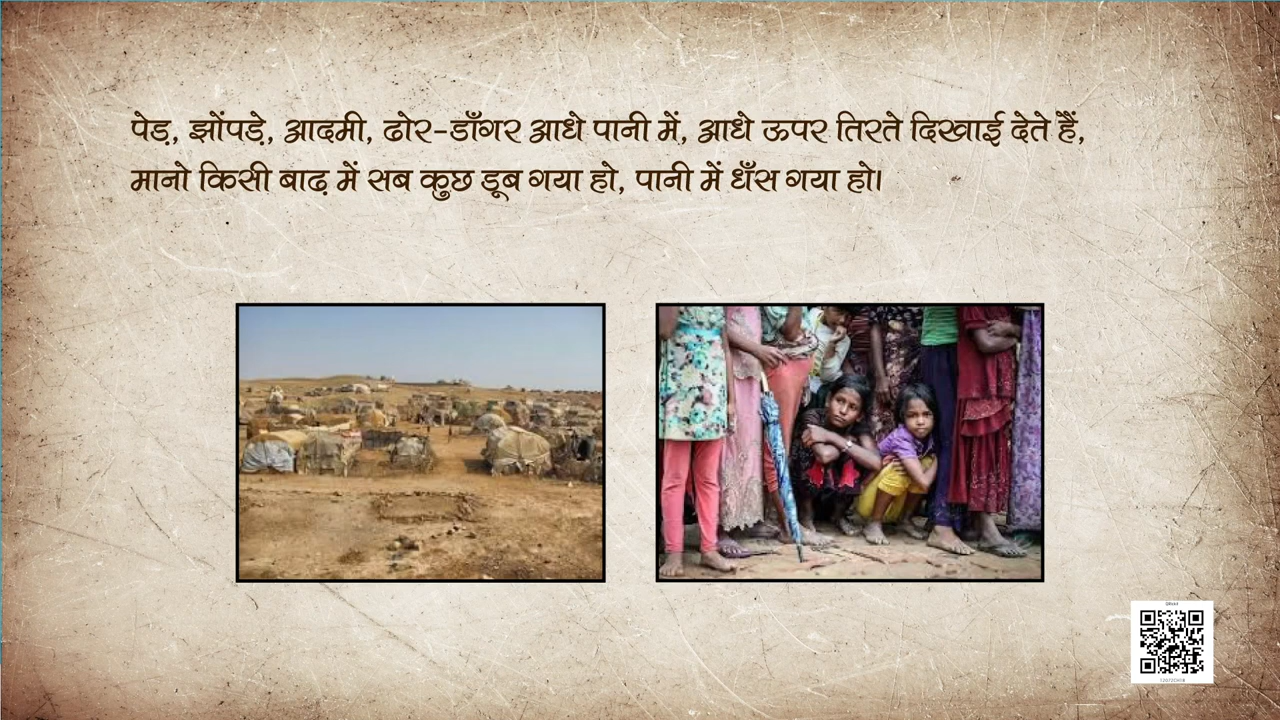 पेड़, झोंपड़े, आदमी, ढोर-डाँगर आधे पानी में, आधे ऊपर तिरते दिखाई देते हैं,
मानो किसी बाढ़ में सब कुछ डूब गया हो, पानी में धँस गया हो।